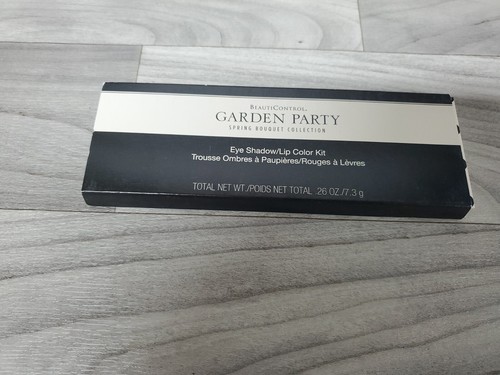 BEAUTICONTROL®
GARDEN PARTY
SPRING BOUQUET COLLECTION
Eye Shadow/Lip Color Kit
Trousse Ombres à Paupières/Rouges à Lèvres
TOTAL NET WT./POIDS NET TOTAL .26 OZ/7.3 g